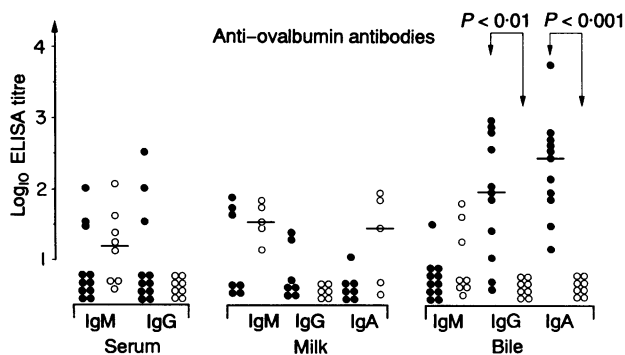 P < 0·01 P < 0·001
Anti–ovalbumin antibodies
Log10 ELISA titre
4
3
2
1
IgM IgG IgM IgG IgA IgM IgG IgA
Serum Milk Bile